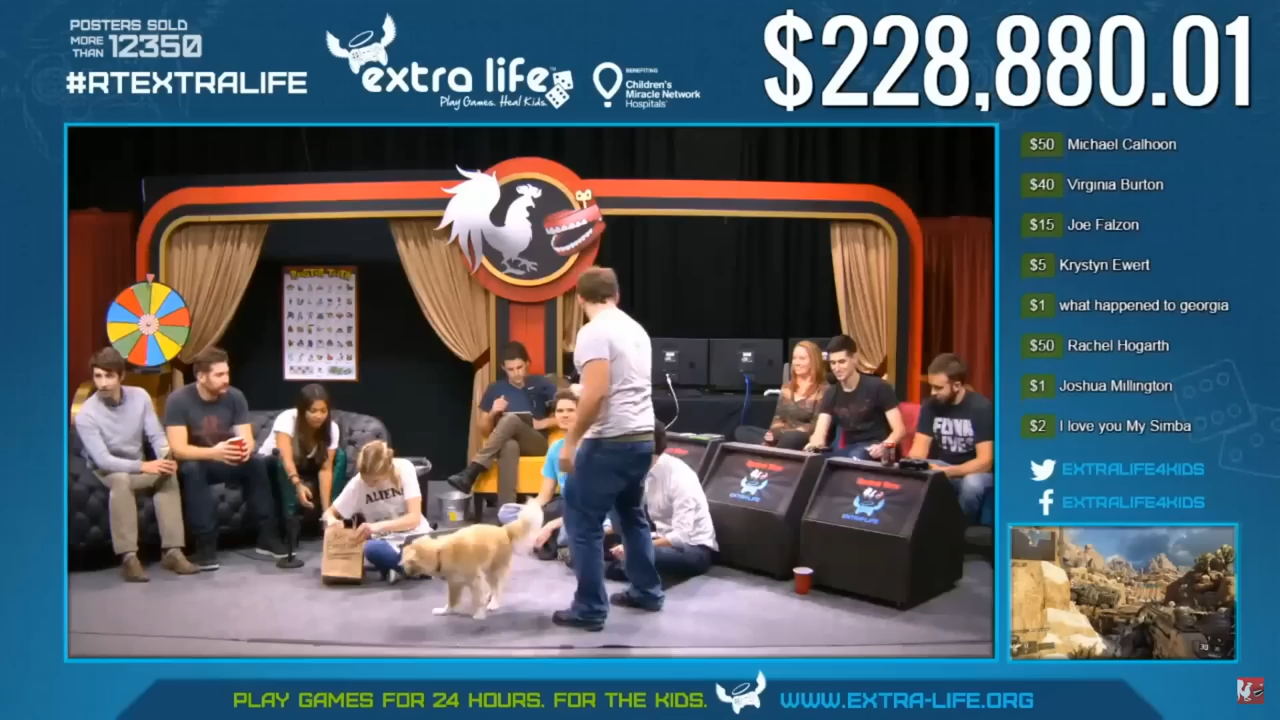 POSTERS SOLD
MORE THAN 12350
#RTEXTRALIFE
extra life
Play Games. Heal Kids.
BENEFITING
Children's
Miracle Network
Hospitals
$228,880.01
$50 Michael Calhoon
$40 Virginia Burton
$15 Joe Falzon
$5 Krystyn Ewert
$1 what happened to georgia
$50 Rachel Hogarth
$1 Joshua Millington
$2 I love you My Simba
EXTRALIFE4KIDS
EXTRALIFE4KIDS
ALIENS
EXTRALIFE
EXTRALIFE
PLAY GAMES FOR 24 HOURS. FOR THE KIDS.
WWW.EXTRA-LIFE.ORG